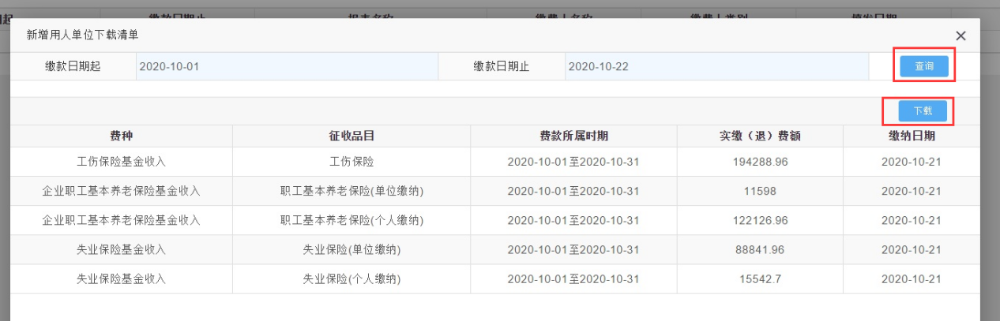 新增用人单位下载清单
缴款日期起 2020-10-01 缴款日期止 2020-10-22 查询
下载
费种 征收品目 费款所属时期 实缴（退）费额 缴纳日期
工伤保险基金收入 工伤保险 2020-10-01至2020-10-31 194288.96 2020-10-21
企业职工基本养老保险基金收入 职工基本养老保险(单位缴纳) 2020-10-01至2020-10-31 11598 2020-10-21
企业职工基本养老保险基金收入 职工基本养老保险(个人缴纳) 2020-10-01至2020-10-31 122126.96 2020-10-21
失业保险基金收入 失业保险(单位缴纳) 2020-10-01至2020-10-31 88841.96 2020-10-21
失业保险基金收入 失业保险(个人缴纳) 2020-10-01至2020-10-31 15542.7 2020-10-21